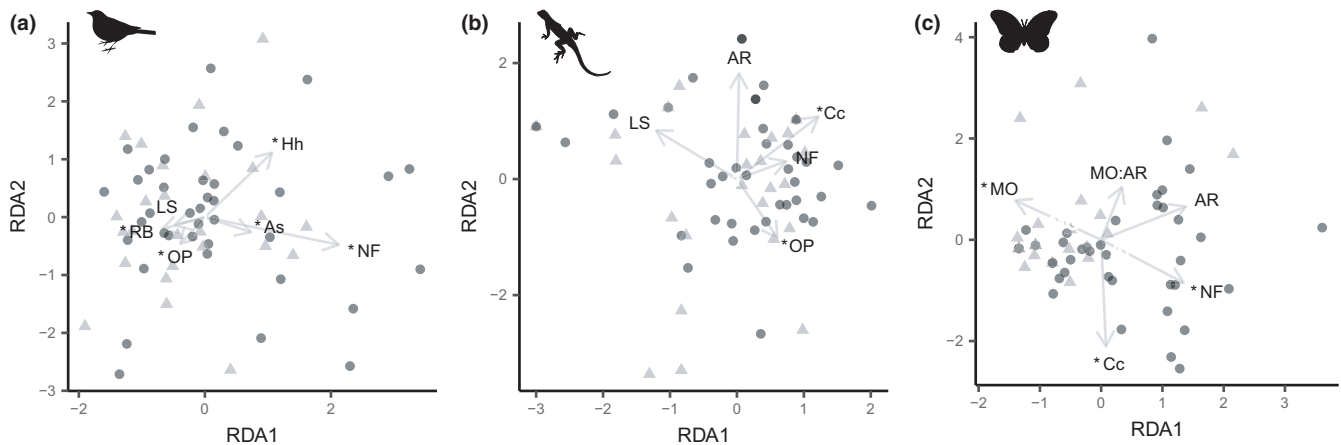 (a)
3
2
1
0
−1
−2
−3
−2
0
2
RDA2
RDA1
*Hh
LS
*RB
*As
*OP
*NF
(b)
2
0
−2
−3
−2
−1
0
1
2
RDA2
RDA1
AR
LS
*Cc
NF
*OP
(c)
4
2
0
−2
−2
−1
0
1
3
RDA2
RDA1
*MO
MO:AR
AR
*NF
*Cc